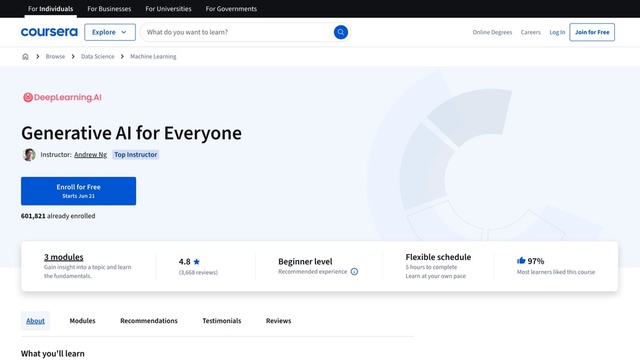 For Individuals For Businesses For Universities For Governments
coursera Explore What do you want to learn? Online Degrees Careers Log In Join for Free
Browse Data Science Machine Learning
DeepLearning.AI
Generative AI for Everyone
Instructor: Andrew Ng Top Instructor
Enroll for Free
Starts Jun 21
601,821 already enrolled
3 modules
Gain insight into a topic and learn
the fundamentals.
4.8
(3,668 reviews)
Beginner level
Recommended experience
Flexible schedule
5 hours to complete
Learn at your own pace
97%
Most learners liked this course
About Modules Recommendations Testimonials Reviews
What you'll learn